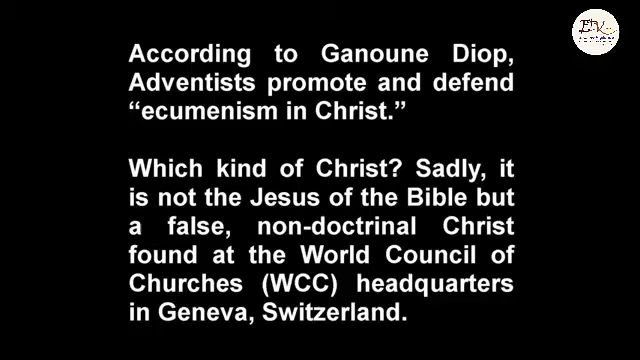 According to Ganoune Diop,
Adventists promote and defend
“ecumenism in Christ.”
Which kind of Christ? Sadly, it
is not the Jesus of the Bible but
a false, non-doctrinal Christ
found at the World Council of
Churches (WCC) headquarters
in Geneva, Switzerland.